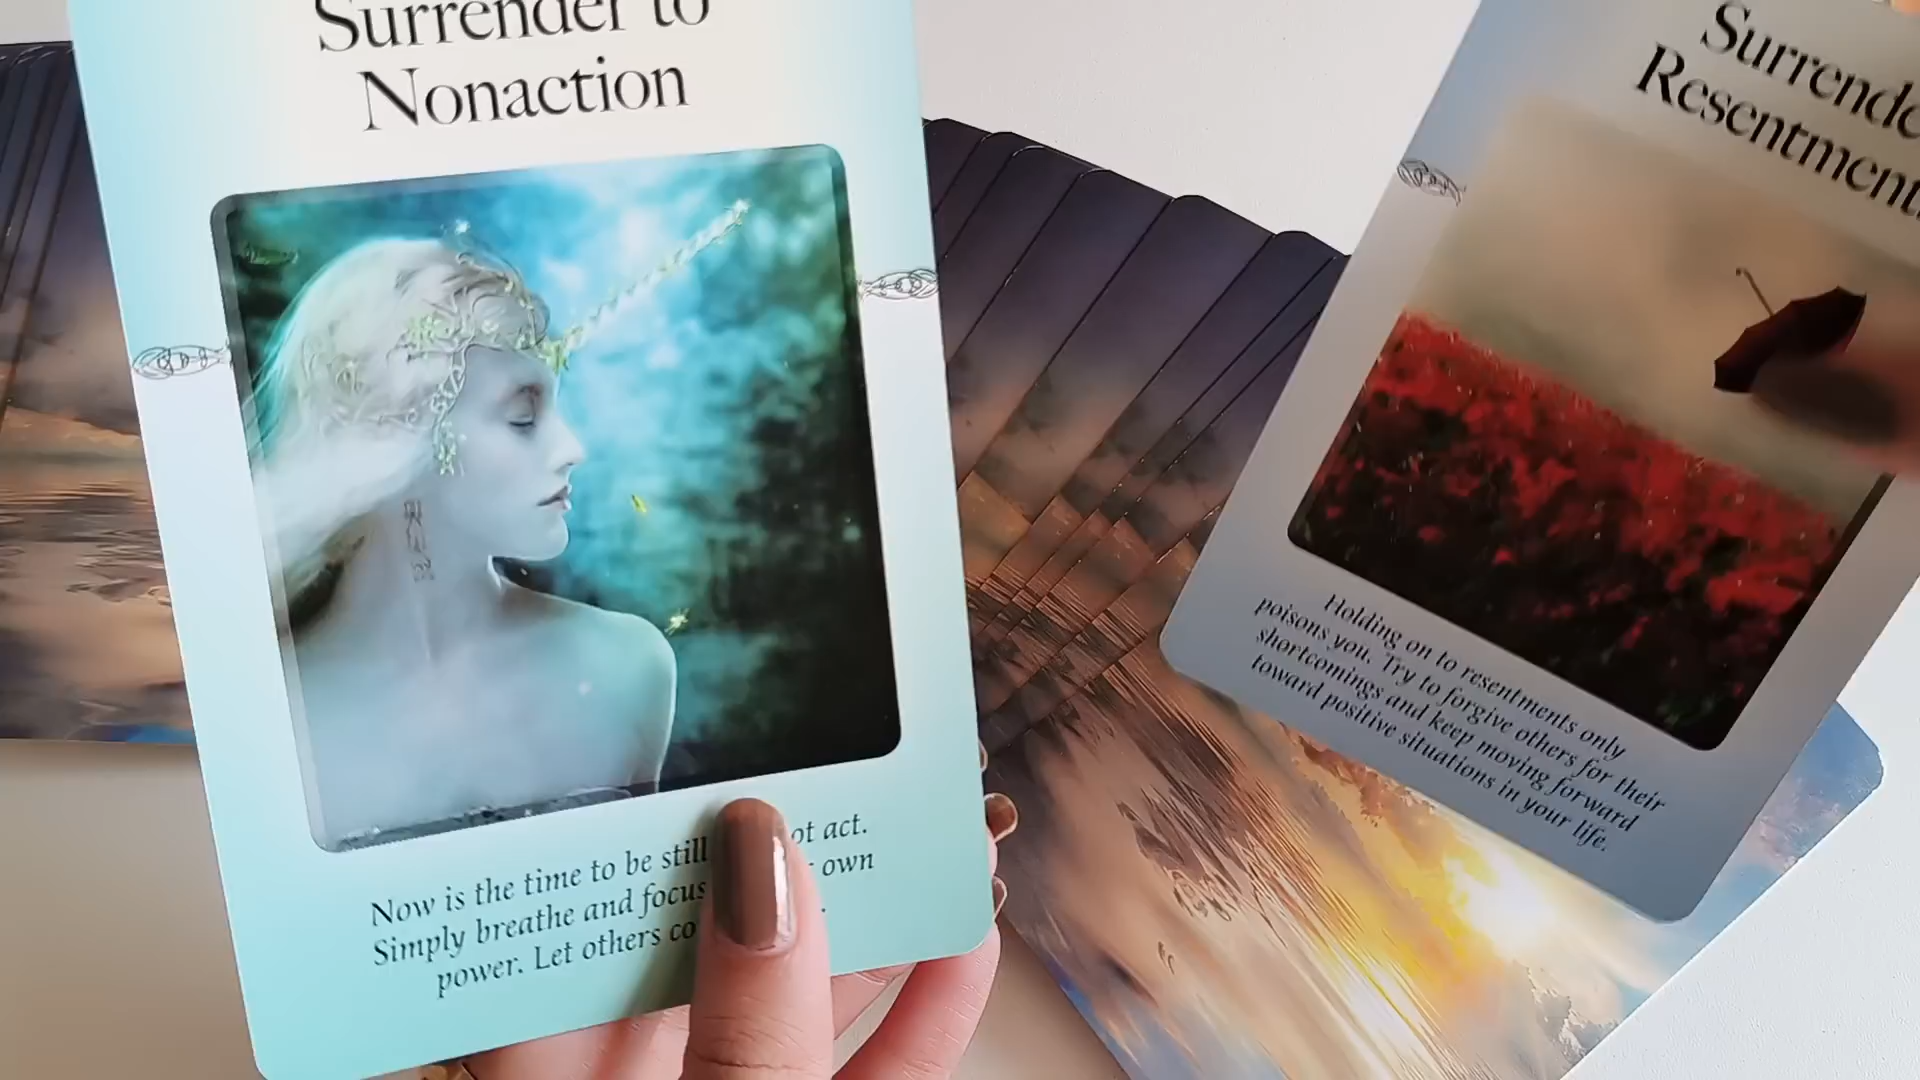 Surrender to
Nonaction
Now is the time to be still ot act.
Simply breathe and focus own
power. Let others co
Surrende
Resentment
Holding on to resentments only
poisons you. Try to forgive others for their
shortcomings and keep moving forward
toward positive situations in your life.